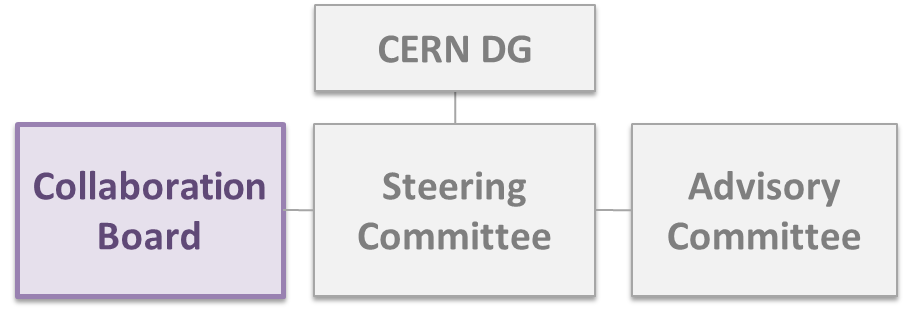 CERN DG
Collaboration
Board
Steering
Committee
Advisory
Committee